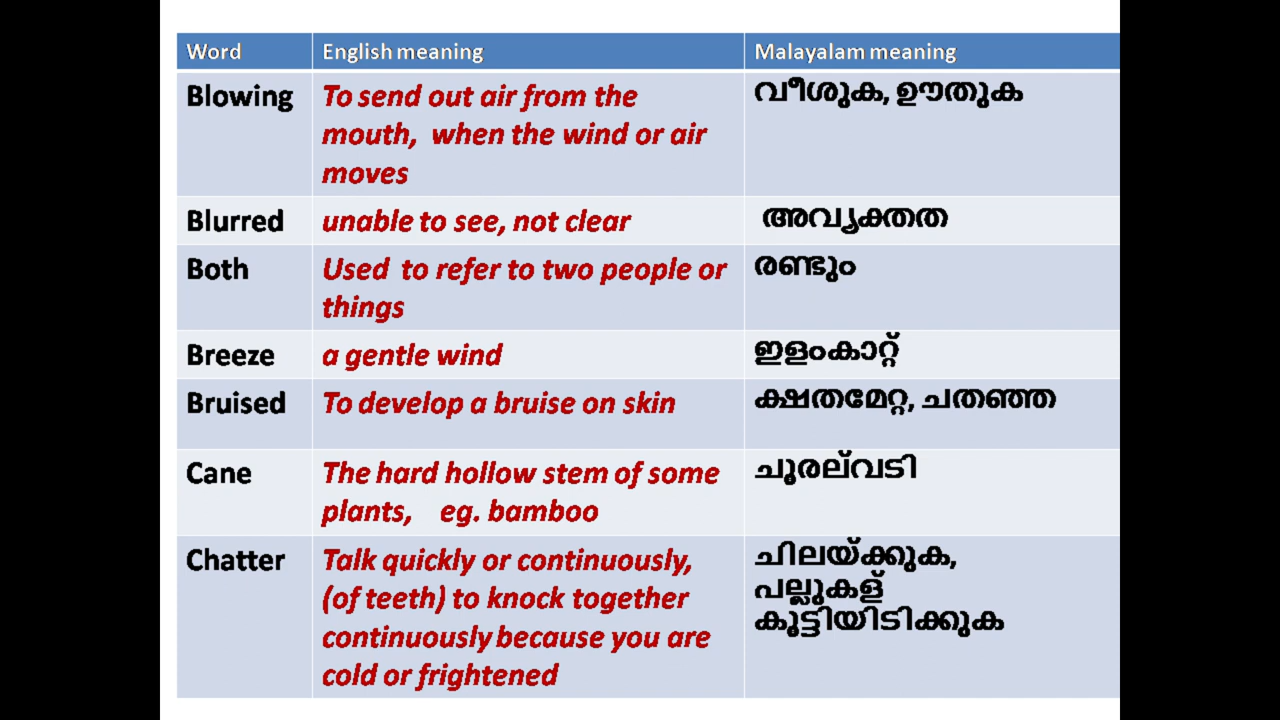 Word English meaning Malayalam meaning
Blowing To send out air from the വീശുക, ഊതുക
mouth, when the wind or air
moves
Blurred unable to see, not clear അവ്യക്തത
Both Used to refer to two people or രണ്ടും
things
Breeze a gentle wind ഇളംകാറ്റ്
Bruised To develop a bruise on skin ക്ഷതമേറ്റ, ചതഞ്ഞ
Cane The hard hollow stem of some ചൂരല്വടി
plants, eg. bamboo
Chatter Talk quickly or continuously, ചിലയ്ക്കുക,
(of teeth) to knock together പല്ലുകള്
continuously because you are കൂട്ടിയിടിക്കുക
cold or frightened